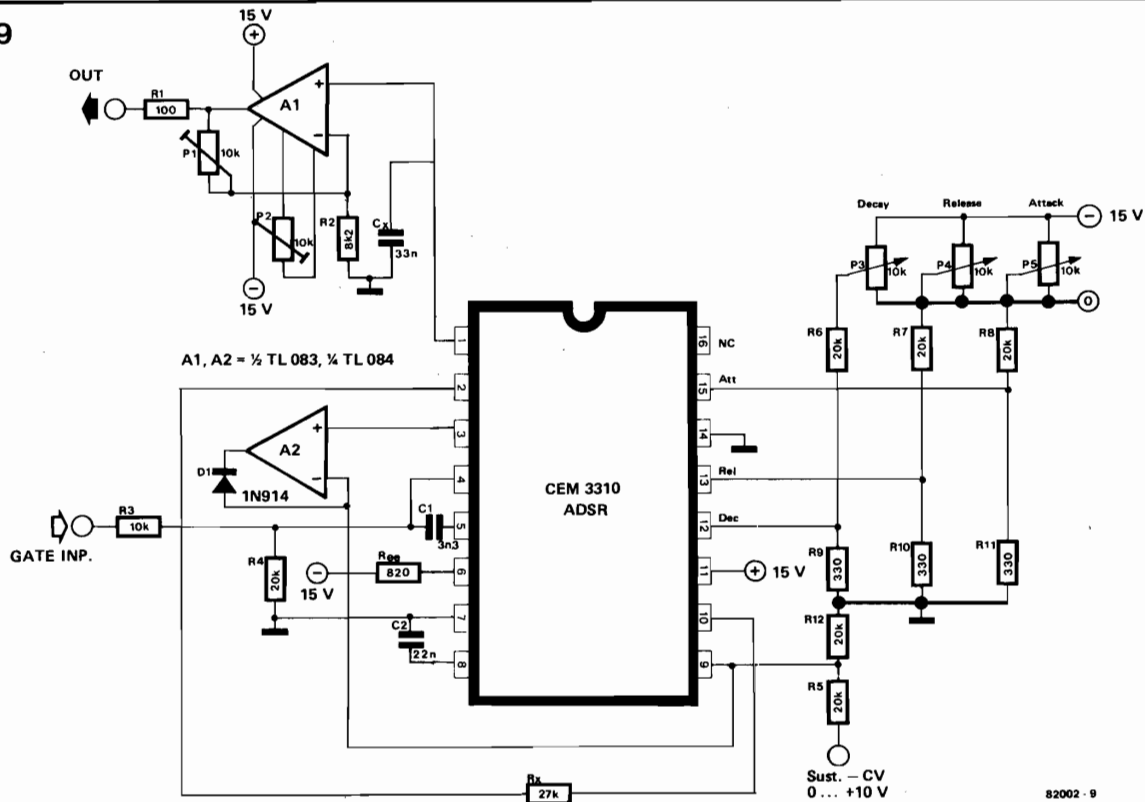 9
15 V
+
OUT
R1
100
A1
+
−
P1
10k
P2
10k
R2
8k2
Cx
33n
−
15 V
Decay
Release
Attack
−
15 V
P3
10k
P4
10k
P5
10k
0
R6
20k
R7
20k
R8
20k
A1, A2 = ½ TL 083, ¼ TL 084
1
2
3
4
5
6
7
8
16
15
14
13
12
11
10
9
NC
Att
Rel
Dec
CEM 3310
ADSR
A2
+
−
D1
1N914
R3
10k
GATE INP.
C1
3n3
R4
20k
−
15 V
Ree
820
C2
22n
+
15 V
R9
330
R10
330
R11
330
R12
20k
R5
20k
Rx
27k
Sust. – CV
0 ... +10 V
82002 - 9